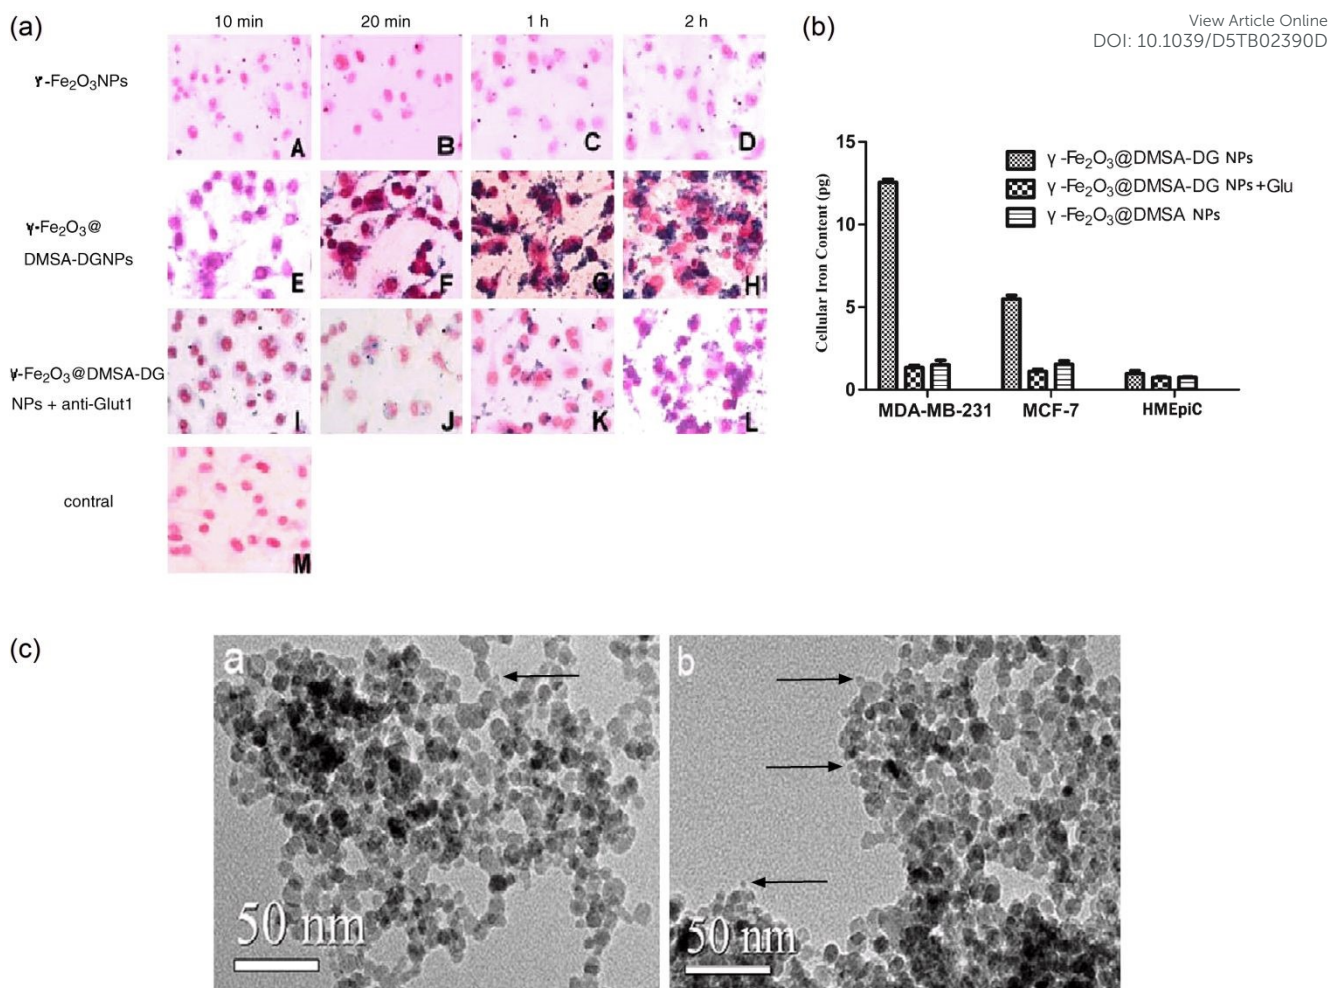 View Article Online
DOI: 10.1039/D5TB02390D
(a)
10 min 20 min 1 h 2 h
γ-Fe₂O₃NPs
A B C D
γ-Fe₂O₃@
DMSA-DGNPs
E F G H
γ-Fe₂O₃@DMSA-DG
NPs + anti-Glut1
I J K L
contral
M
(b)
15
10
5
0
Cellular Iron Content (pg)
γ-Fe₂O₃@DMSA-DG NPs
γ-Fe₂O₃@DMSA-DG NPs+Glu
γ-Fe₂O₃@DMSA NPs
MDA-MB-231 MCF-7 HMEpiC
(c)
a b
50 nm 50 nm